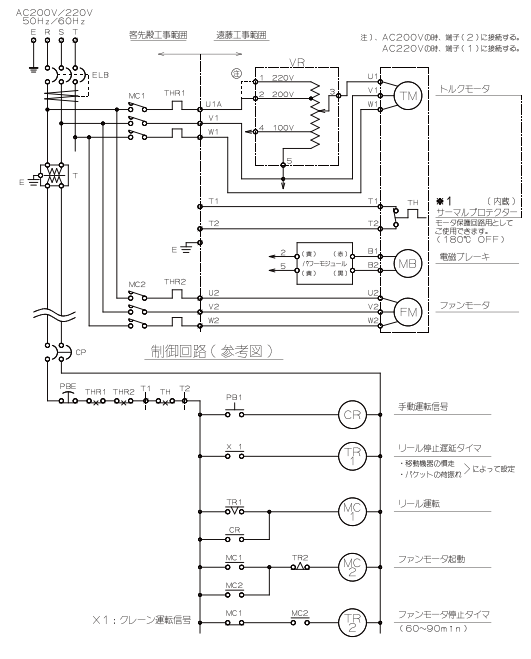 AC200V/220V
50Hz/60Hz
E R S T
客先殿工事範囲
遠藤工事範囲
注）．AC200Vの時．端子（2）に接続する。
AC220Vの時．端子（1）に接続する。
ELB
MC1
THR1
VR
U1A
V1
W1
1 220V
2 200V
3
4 100V
5
U1
V1
W1
TM
トルクモータ
E
T
T1
T2
T1
T2
TH
※1 （内蔵）
サーマルプロテクター
モータ保護回路用として
ご使用できます。
（180℃ OFF）
E
2
5
（青） （赤）
パワーモジュール
（黄） （黒）
B1
B2
MB
電磁ブレーキ
MC2
THR2
U2
V2
W2
U2
V2
W2
FM
ファンモータ
CP
制御回路（参考図）
PBE
THR1
THR2
T1
TH
T2
PB1
CR
手動運転信号
X 1
TR
1
リール停止遅延タイマ
・移動機器の慣走
・バケットの荷振れ
によって設定
TR1
MC
1
リール運転
CR
MC1
TR2
MC
2
ファンモータ起動
MC2
X1：クレーン運転信号
MC1
MC2
TR
2
ファンモータ停止タイマ
（60～90min）